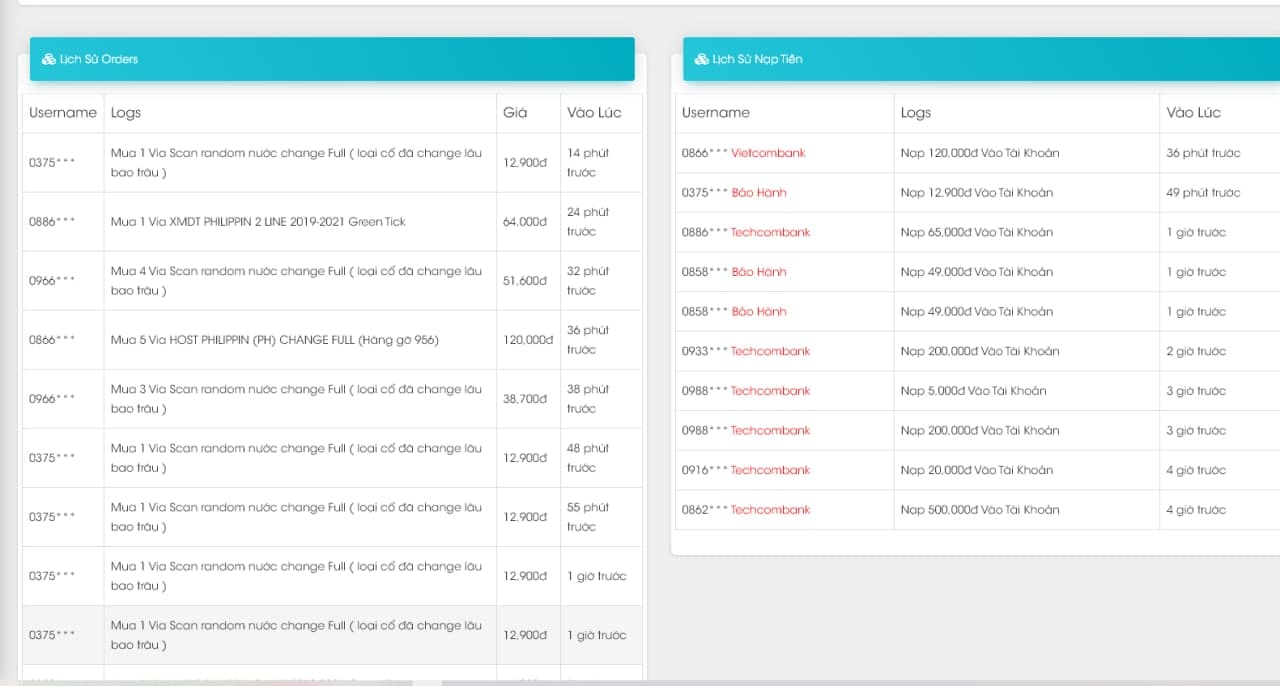 Lịch Sử Orders
Username Logs Giá Vào Lúc
0375*** Mua 1 Via Scan random nước change Full ( loại cổ đã change lâu bao trâu ) 12,900đ 14 phút trước
0886*** Mua 1 Via XMDT PHILIPPIN 2 LINE 2019-2021 Green Tick 64,000đ 24 phút trước
0966*** Mua 4 Via Scan random nước change Full ( loại cổ đã change lâu bao trâu ) 51,600đ 32 phút trước
0866*** Mua 5 Via HOST PHILIPPIN (PH) CHANGE FULL (Hàng gỡ 956) 120,000đ 36 phút trước
0966*** Mua 3 Via Scan random nước change Full ( loại cổ đã change lâu bao trâu ) 38,700đ 38 phút trước
0375*** Mua 1 Via Scan random nước change Full ( loại cổ đã change lâu bao trâu ) 12,900đ 48 phút trước
0375*** Mua 1 Via Scan random nước change Full ( loại cổ đã change lâu bao trâu ) 12,900đ 55 phút trước
0375*** Mua 1 Via Scan random nước change Full ( loại cổ đã change lâu bao trâu ) 12,900đ 1 giờ trước
0375*** Mua 1 Via Scan random nước change Full ( loại cổ đã change lâu bao trâu ) 12,900đ 1 giờ trước
Lịch Sử Nạp Tiền
Username Logs Vào Lúc
0866*** Vietcombank Nạp 120,000đ Vào Tài Khoản 36 phút trước
0375*** Bảo Hành Nạp 12,900đ Vào Tài Khoản 49 phút trước
0886*** Techcombank Nạp 65,000đ Vào Tài Khoản 1 giờ trước
0858*** Bảo Hành Nạp 49,000đ Vào Tài Khoản 1 giờ trước
0858*** Bảo Hành Nạp 49,000đ Vào Tài Khoản 1 giờ trước
0933*** Techcombank Nạp 200,000đ Vào Tài Khoản 2 giờ trước
0988*** Techcombank Nạp 5,000đ Vào Tài Khoản 3 giờ trước
0988*** Techcombank Nạp 200,000đ Vào Tài Khoản 3 giờ trước
0916*** Techcombank Nạp 20,000đ Vào Tài Khoản 4 giờ trước
0862*** Techcombank Nạp 500,000đ Vào Tài Khoản 4 giờ trước